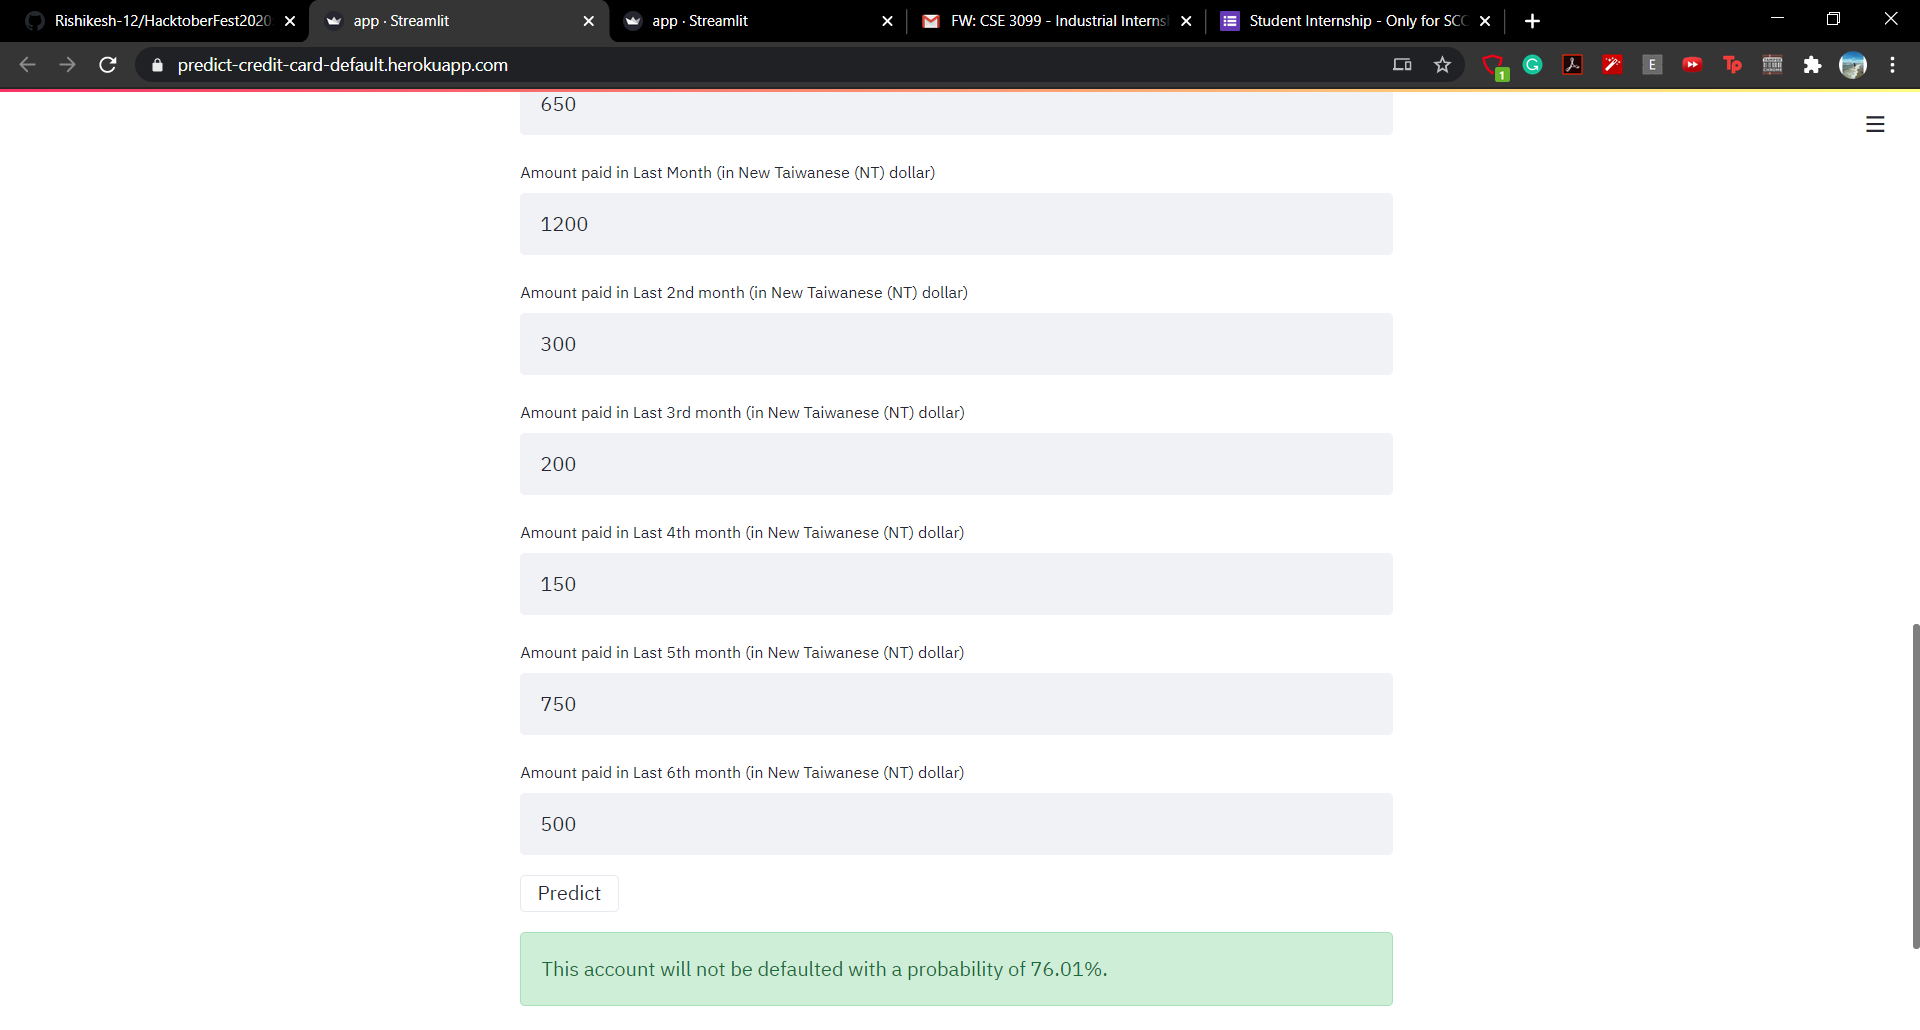 Rishikesh-12/HacktoberFest2020
app · Streamlit
app · Streamlit
FW: CSE 3099 - Industrial Interns
Student Internship - Only for SCO
predict-credit-card-default.herokuapp.com
1
E
Tp
650
Amount paid in Last Month (in New Taiwanese (NT) dollar)
1200
Amount paid in Last 2nd month (in New Taiwanese (NT) dollar)
300
Amount paid in Last 3rd month (in New Taiwanese (NT) dollar)
200
Amount paid in Last 4th month (in New Taiwanese (NT) dollar)
150
Amount paid in Last 5th month (in New Taiwanese (NT) dollar)
750
Amount paid in Last 6th month (in New Taiwanese (NT) dollar)
500
Predict
This account will not be defaulted with a probability of 76.01%.